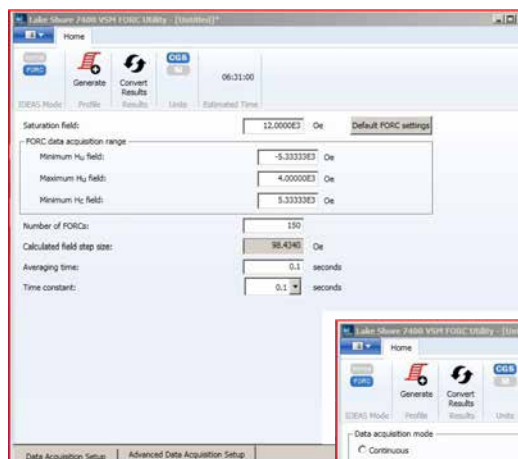 Lake Shore 7400 VSM FORC Utility - [Untitled]*
Home
FORC
Generate
Convert
Results
CGS
06:31:00
IDEAS Mode
Profile
Results
Units
Estimated Time
Saturation field:
12.0000E3
Oe
Default FORC settings
FORC data acquisition range
Minimum Hu field:
-5.33333E3
Oe
Maximum Hu field:
4.00000E3
Oe
Minimum Hc field:
5.33333E3
Oe
Number of FORCs:
150
Calculated field step size:
98.4340
Oe
Averaging time:
0.1
seconds
Time constant:
0.1
seconds
Data Acquisition Setup
Advanced Data Acquisition Setup
Lake Shore 7400 VSM FORC Utility - [Un
Home
FORC
Generate
Convert
Results
CGS
IDEAS Mode
Profile
Results
Units
Data acquisition mode
Continuous